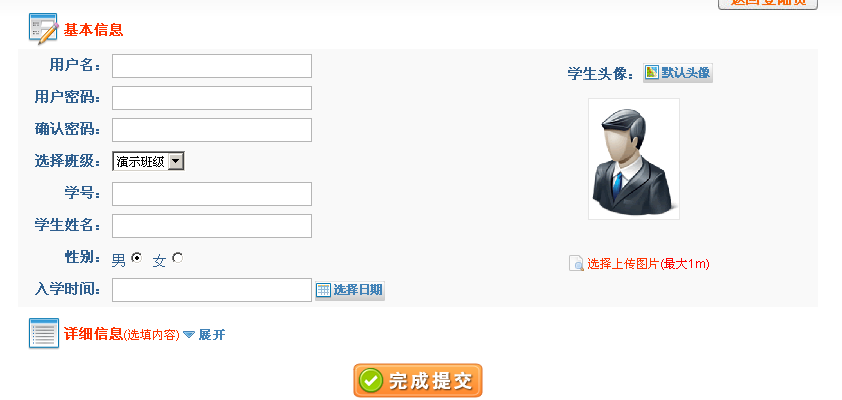 基本信息
用户名：
学生头像： 默认头像
用户密码：
确认密码：
选择班级： 演示班级
学号：
学生姓名：
性别： 男 女
选择上传图片(最大1m)
入学时间： 选择日期
详细信息(选填内容) 展开
完成提交